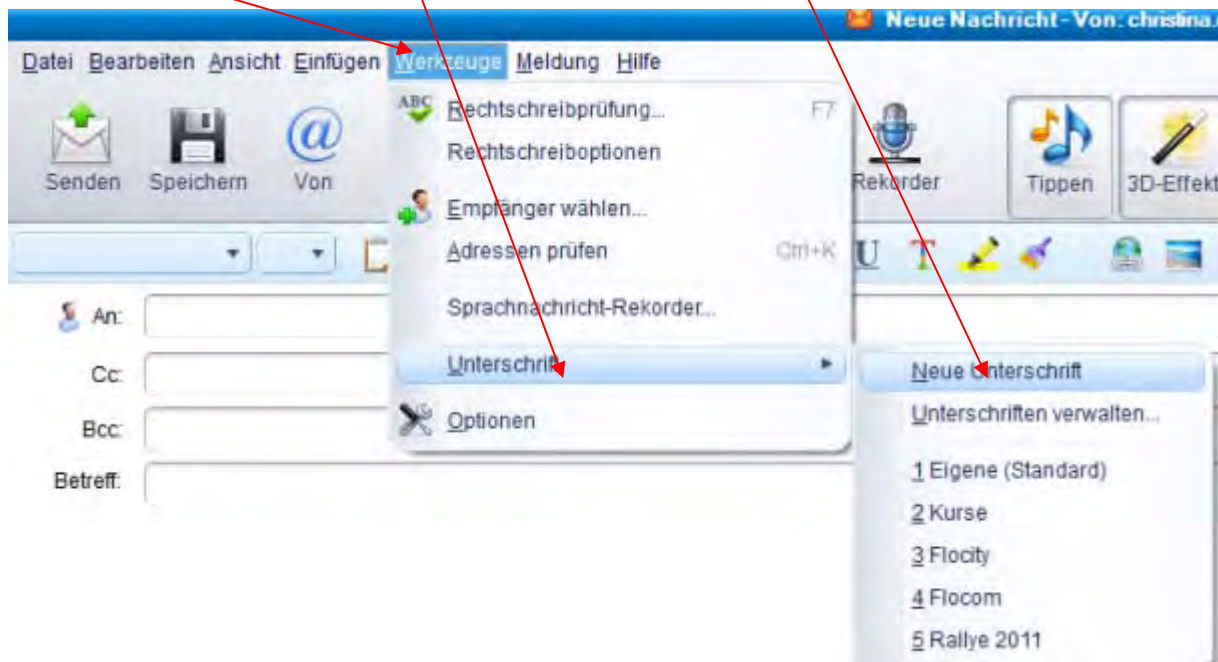 Neue Nachricht - Von: christina.
Datei Bearbeiten Ansicht Einfügen Werkzeuge Meldung Hilfe
Senden Speichern Von
ABC Rechtschreibprüfung... F7
Rechtschreiboptionen
Empfänger wählen...
Adressen prüfen Ctrl+K
Sprachnachricht-Rekorder...
Unterschrift
Optionen
Rekorder Tippen 3D-Effekt
U T
An:
Cc:
Bcc:
Betreff:
Neue Unterschrift
Unterschriften verwalten...
1 Eigene (Standard)
2 Kurse
3 Flocity
4 Flocom
5 Rallye 2011